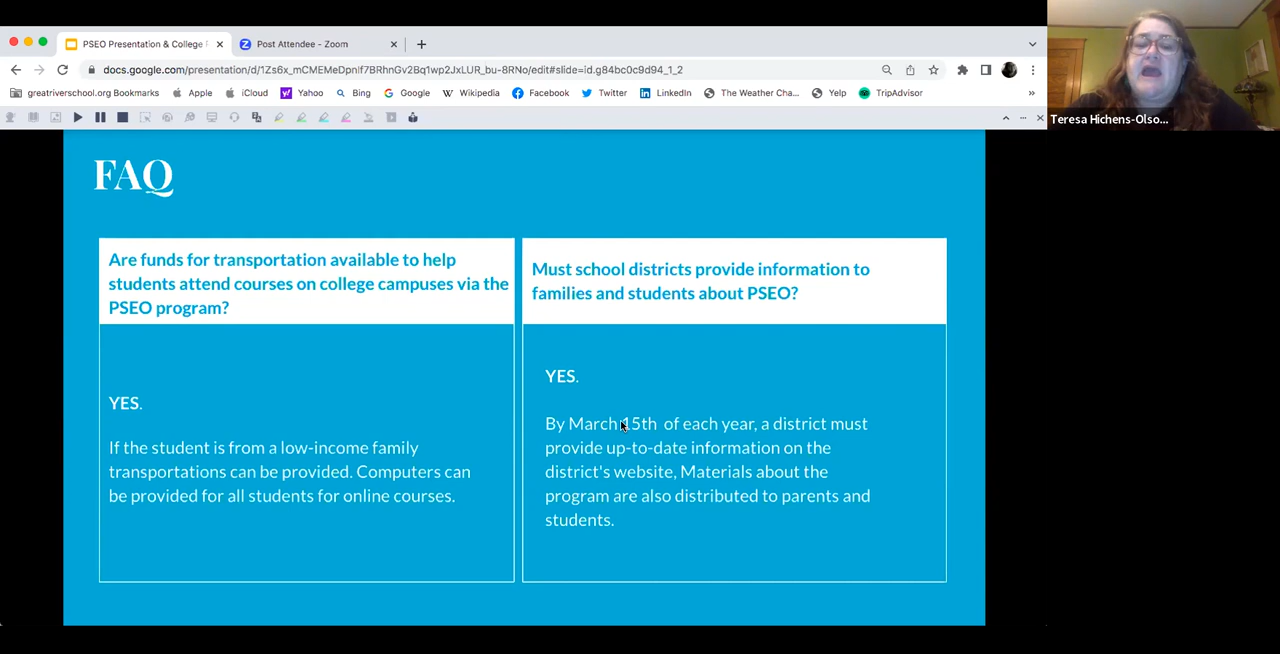 PSEO Presentation & College
Post Attendee - Zoom
docs.google.com/presentation/d/1Zs6x_mCMEMeDpnIf7BRhnGv2Bq1wp2JxLUR_bu-8RNo/edit#slide=id.g84bc0c9d94_1_2
greatriverschool.org Bookmarks Apple iCloud Yahoo Bing Google Wikipedia Facebook Twitter LinkedIn The Weather Cha... Yelp TripAdvisor
Teresa Hichens-Olso...
FAQ
Are funds for transportation available to help
students attend courses on college campuses via the
PSEO program?
YES.
If the student is from a low-income family
transportations can be provided. Computers can
be provided for all students for online courses.
Must school districts provide information to
families and students about PSEO?
YES.
By March 15th of each year, a district must
provide up-to-date information on the
district's website, Materials about the
program are also distributed to parents and
students.